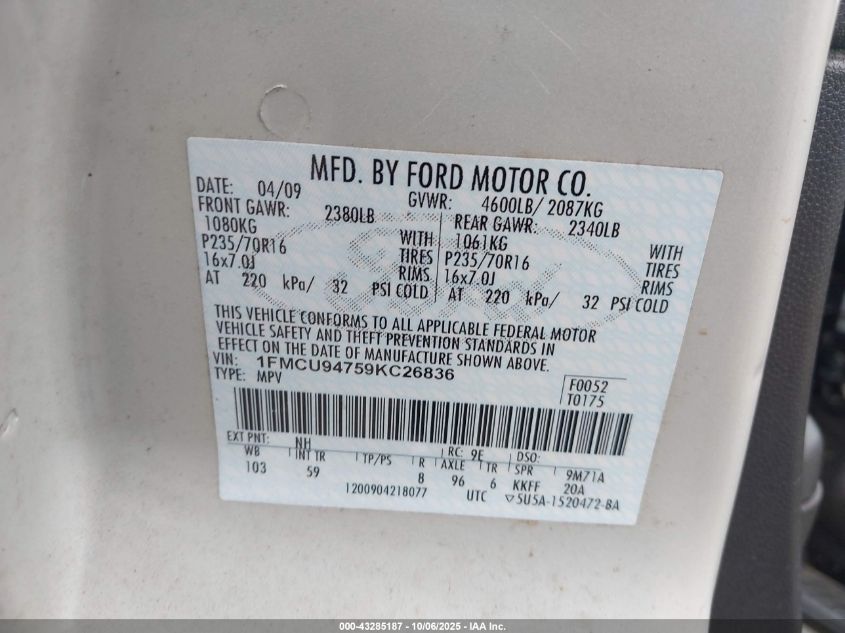 MFD. BY FORD MOTOR CO.
DATE: 04/09 GVWR: 4600LB/ 2087KG
FRONT GAWR: 2380LB REAR GAWR: 2340LB
1080KG WITH 1061KG WITH
P235/70R16 TIRES P235/70R16 TIRES
16x7.0J RIMS 16x7.0J RIMS
AT 220 kPa/ 32 PSI COLD AT 220 kPa/ 32 PSI COLD
THIS VEHICLE CONFORMS TO ALL APPLICABLE FEDERAL MOTOR
VEHICLE SAFETY AND THEFT PREVENTION STANDARDS IN
EFFECT ON THE DATE OF MANUFACTURE SHOWN ABOVE.
VIN: 1FMCU94759KC26836
TYPE: MPV
F0052
T0175
EXT PNT: NH RC: 9E DSO:
WB INT TR TP/PS R AXLE TR SPR 9M71A
103 59 8 96 6 KKFF 20A
1200904218077 UTC ▽5U5A-1520472-BA
Ford
000-43285187 - 10/06/2025 - IAA Inc.